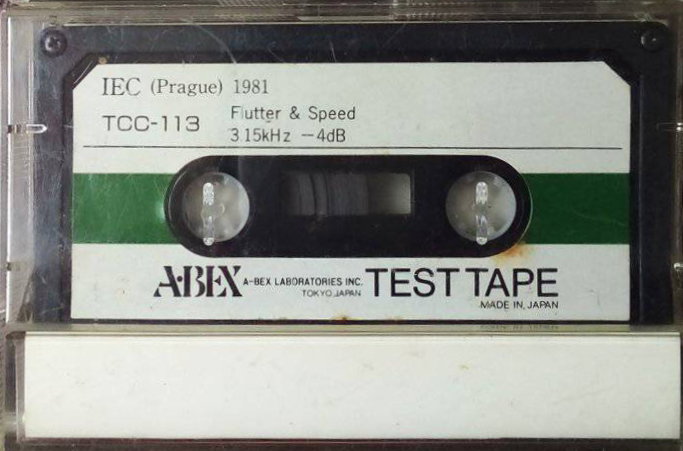 IEC (Prague) 1981
TCC-113
Flutter & Speed
3.15kHz -4dB
A·BEX A-BEX LABORATORIES INC.
TOKYO, JAPAN
TEST TAPE
MADE IN JAPAN